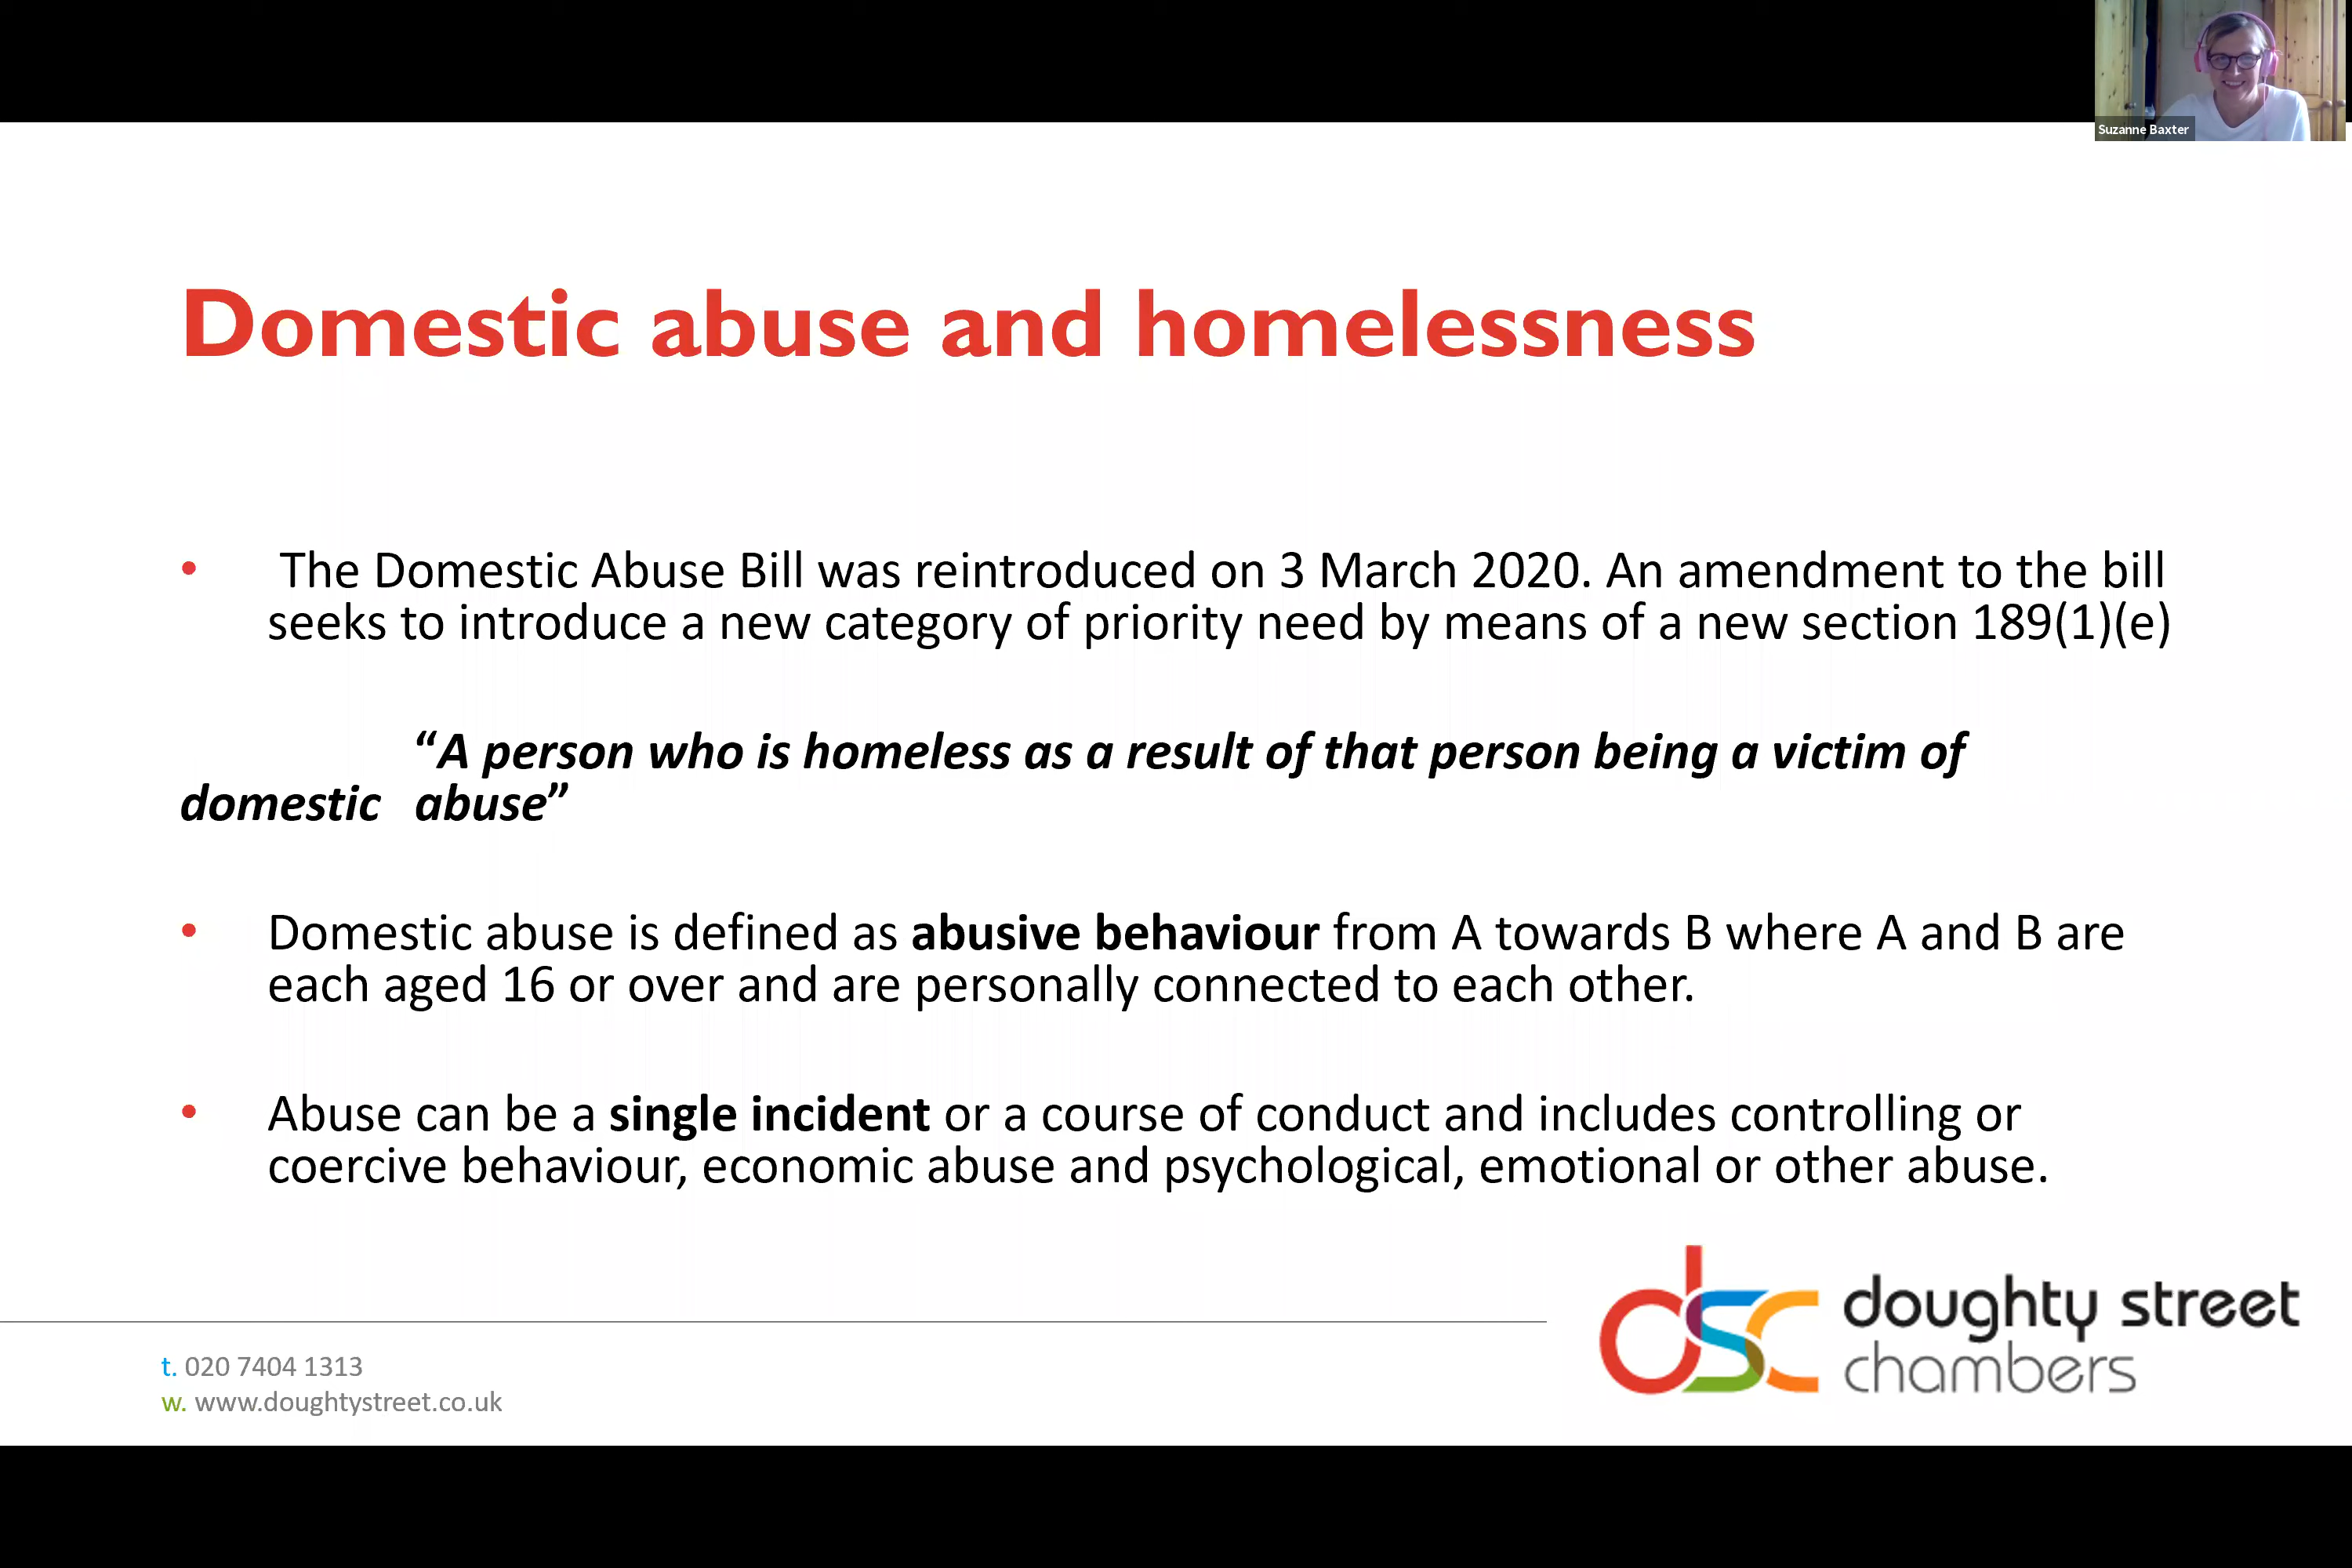 Suzanne Baxter
Domestic abuse and homelessness
• The Domestic Abuse Bill was reintroduced on 3 March 2020. An amendment to the bill
seeks to introduce a new category of priority need by means of a new section 189(1)(e)
“A person who is homeless as a result of that person being a victim of
domestic abuse”
• Domestic abuse is defined as abusive behaviour from A towards B where A and B are
each aged 16 or over and are personally connected to each other.
• Abuse can be a single incident or a course of conduct and includes controlling or
coercive behaviour, economic abuse and psychological, emotional or other abuse.
t. 020 7404 1313
w. www.doughtystreet.co.uk
dsc
doughty street
chambers